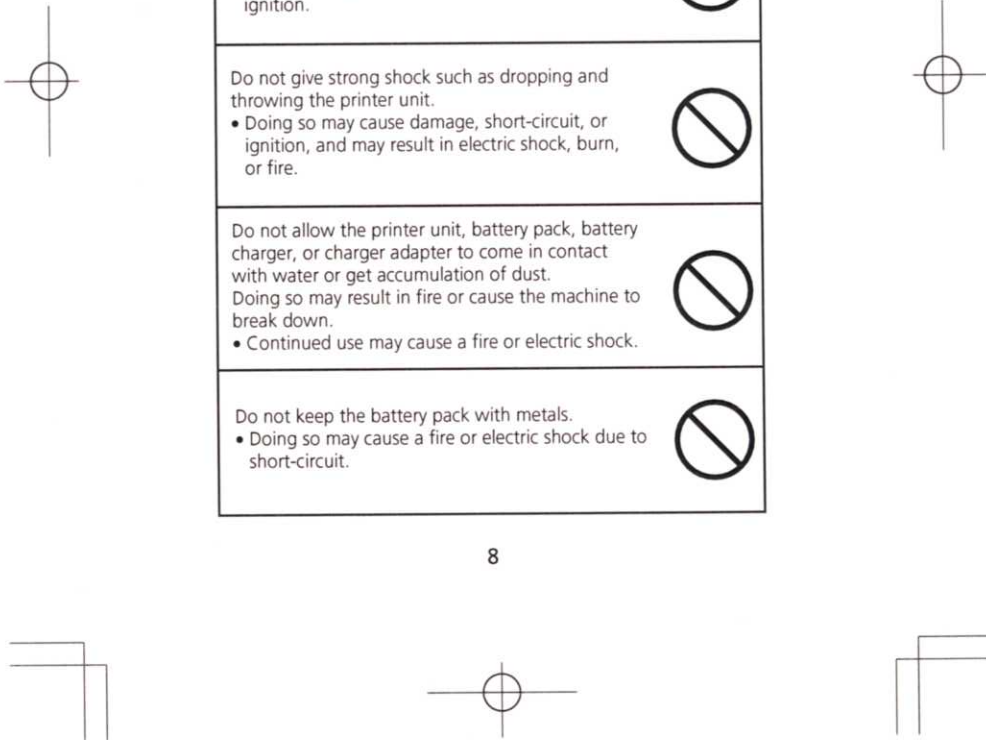 ignition.
Do not give strong shock such as dropping and
throwing the printer unit.
• Doing so may cause damage, short-circuit, or
ignition, and may result in electric shock, burn,
or fire.
Do not allow the printer unit, battery pack, battery
charger, or charger adapter to come in contact
with water or get accumulation of dust.
Doing so may result in fire or cause the machine to
break down.
• Continued use may cause a fire or electric shock.
Do not keep the battery pack with metals.
• Doing so may cause a fire or electric shock due to
short-circuit.
8